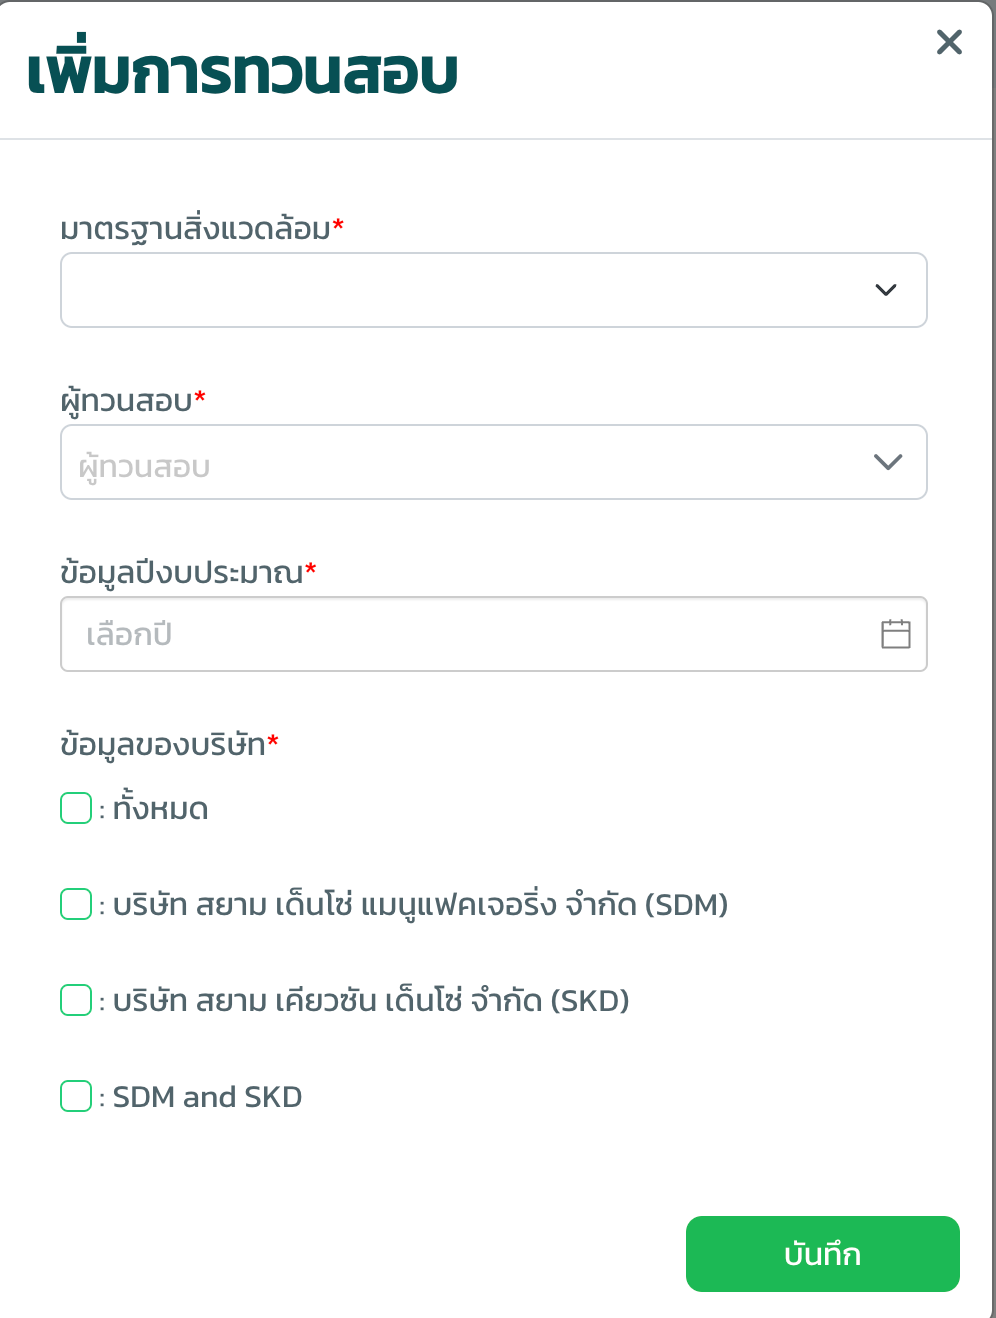 เพิ่มการทวนสอบ
มาตรฐานสิ่งแวดล้อม*
ผู้ทวนสอบ*
ผู้ทวนสอบ
ข้อมูลปีงบประมาณ*
เลือกปี
ข้อมูลของบริษัท*
: ทั้งหมด
: บริษัท สยาม เด็นโซ่ แมนูแฟคเจอริ่ง จำกัด (SDM)
: บริษัท สยาม เคียวซัน เด็นโซ่ จำกัด (SKD)
: SDM and SKD
บันทึก